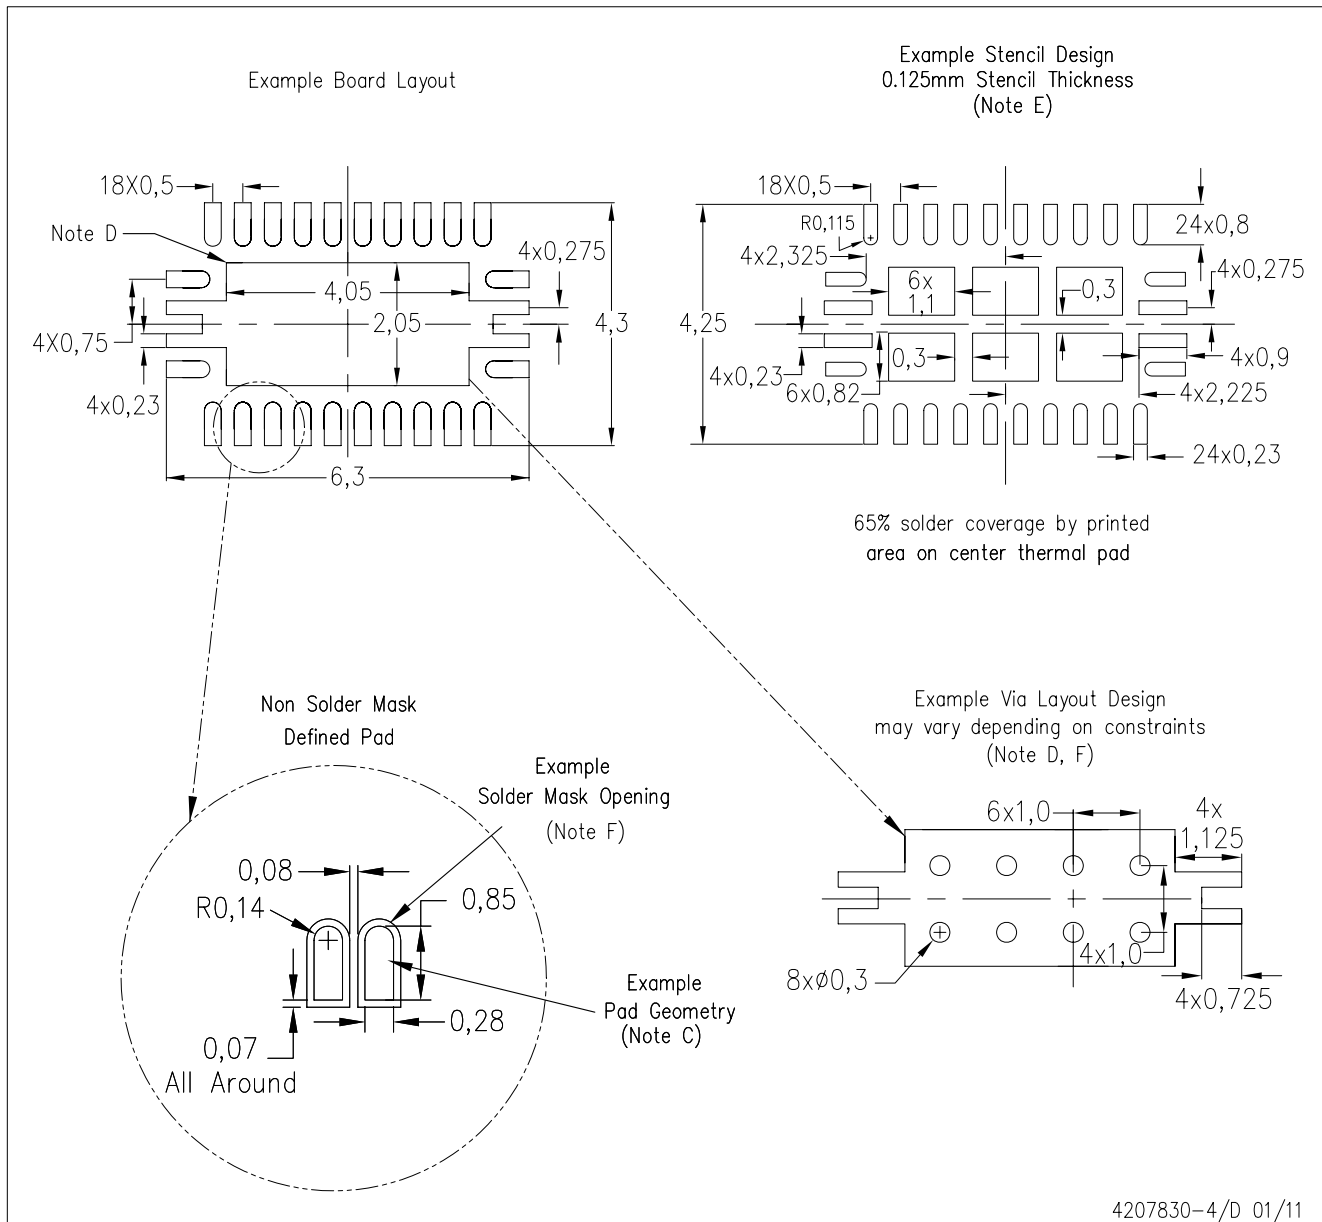 Example Board Layout
Example Stencil Design
0.125mm Stencil Thickness
(Note E)
18X0,5
Note D
4x0,275
4,05
2,05
4,3
4X0,75
4x0,23
6,3
18X0,5
R0,115
24x0,8
4x2,325
4x0,275
6x
1,1
0,3
4,25
0,3
4x0,23
4x0,9
6x0,82
4x2,225
24x0,23
65% solder coverage by printed
area on center thermal pad
Non Solder Mask
Defined Pad
Example
Solder Mask Opening
(Note F)
0,08
R0,14
0,85
Example
Pad Geometry
(Note C)
0,28
0,07
All Around
Example Via Layout Design
may vary depending on constraints
(Note D, F)
6x1,0
4x
1,125
4x1,0
8xø0,3
4x0,725
4207830-4/D 01/11